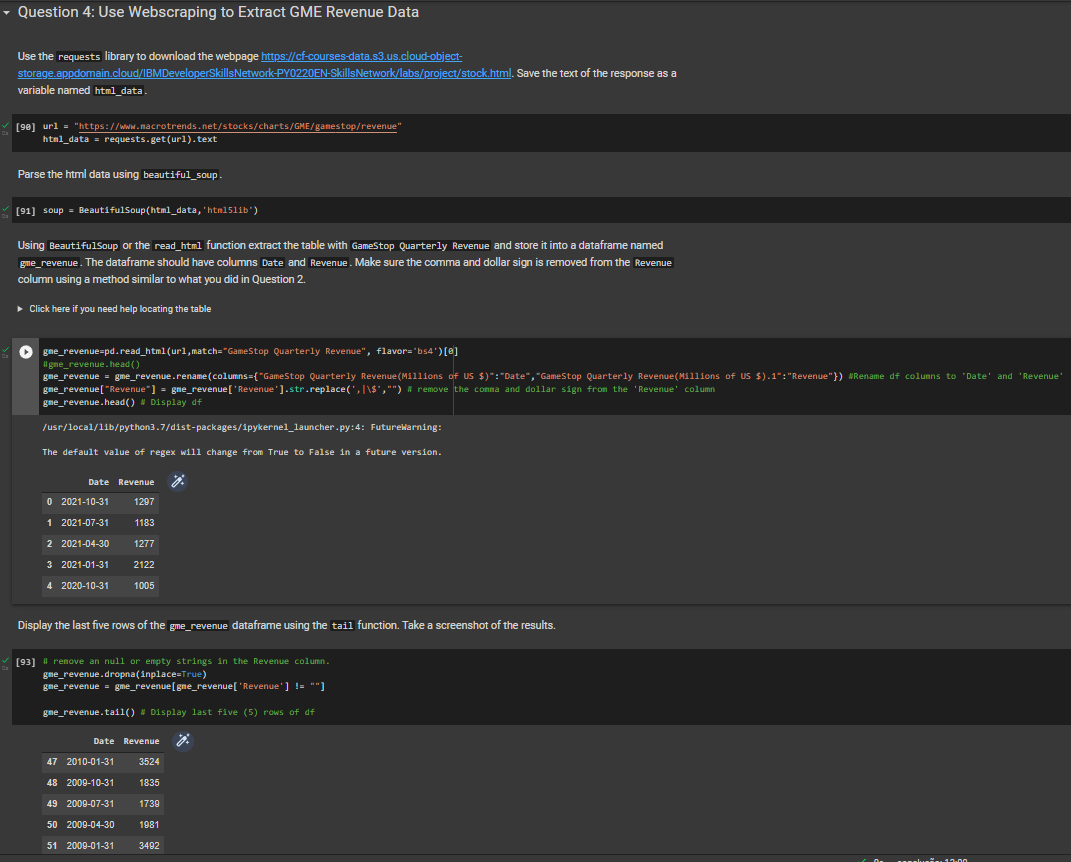 Question 4: Use Webscraping to Extract GME Revenue Data
Use the requests library to download the webpage https://cf-courses-data.s3.us.cloud-object-
storage.appdomain.cloud/IBMDeveloperSkillsNetwork-PY0220EN-SkillsNetwork/labs/project/stock.html. Save the text of the response as a
variable named html_data.
[90] url = "https://www.macrotrends.net/stocks/charts/GME/gamestop/revenue"
html_data = requests.get(url).text
Parse the html data using beautiful_soup.
[91] soup = BeautifulSoup(html_data,'html5lib')
Using BeautifulSoup or the read_html function extract the table with GameStop Quarterly Revenue and store it into a dataframe named
gme_revenue. The dataframe should have columns Date and Revenue. Make sure the comma and dollar sign is removed from the Revenue
column using a method similar to what you did in Question 2.
Click here if you need help locating the table
gme_revenue=pd.read_html(url,match="GameStop Quarterly Revenue", flavor='bs4')[0]
#gme_revenue.head()
gme_revenue = gme_revenue.rename(columns={"GameStop Quarterly Revenue(Millions of US $)":"Date","GameStop Quarterly Revenue(Millions of US $).1":"Revenue"}) #Rename df columns to 'Date' and 'Revenue'
gme_revenue["Revenue"] = gme_revenue['Revenue'].str.replace(',|\$',"") # remove the comma and dollar sign from the 'Revenue' column
gme_revenue.head() # Display df
/usr/local/lib/python3.7/dist-packages/ipykernel_launcher.py:4: FutureWarning:
The default value of regex will change from True to False in a future version.
Date Revenue
0 2021-10-31 1297
1 2021-07-31 1183
2 2021-04-30 1277
3 2021-01-31 2122
4 2020-10-31 1005
Display the last five rows of the gme_revenue dataframe using the tail function. Take a screenshot of the results.
[93] # remove an null or empty strings in the Revenue column.
gme_revenue.dropna(inplace=True)
gme_revenue = gme_revenue[gme_revenue['Revenue'] != ""]
gme_revenue.tail() # Display last five (5) rows of df
Date Revenue
47 2010-01-31 3524
48 2009-10-31 1835
49 2009-07-31 1739
50 2009-04-30 1981
51 2009-01-31 3492